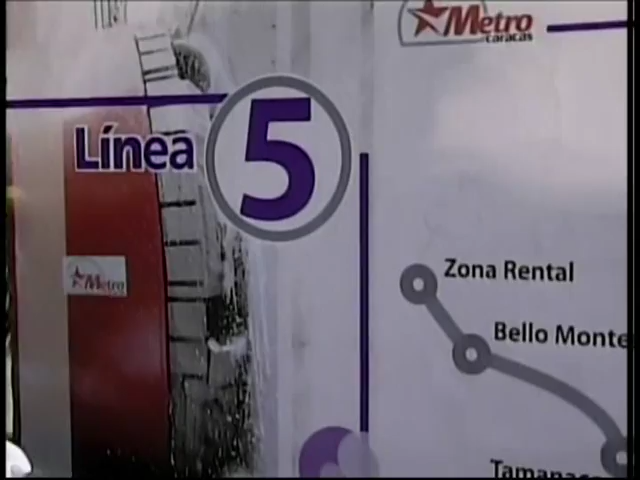 Metro
caracas
Línea 5
Metro
Zona Rental
Bello Monte